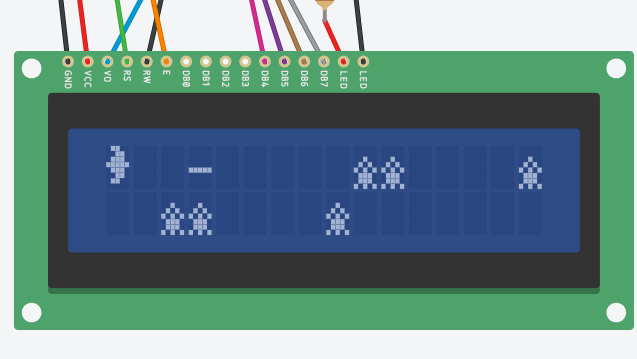 GND VCC VO RS RW E DB0 DB1 DB2 DB3 DB4 DB5 DB6 DB7 LED LED